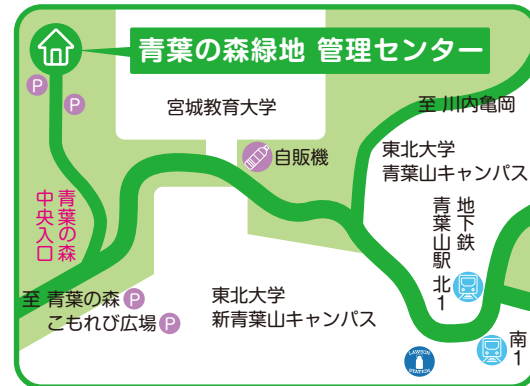 青葉の森緑地 管理センター
P
P
宮城教育大学
至 川内亀岡
自販機
東北大学
青葉山キャンパス
青葉の森
中央入口
地下鉄
青葉山駅
北1
至 青葉の森 P
こもれび広場 P
東北大学
新青葉山キャンパス
LAWSON
STATION
南1